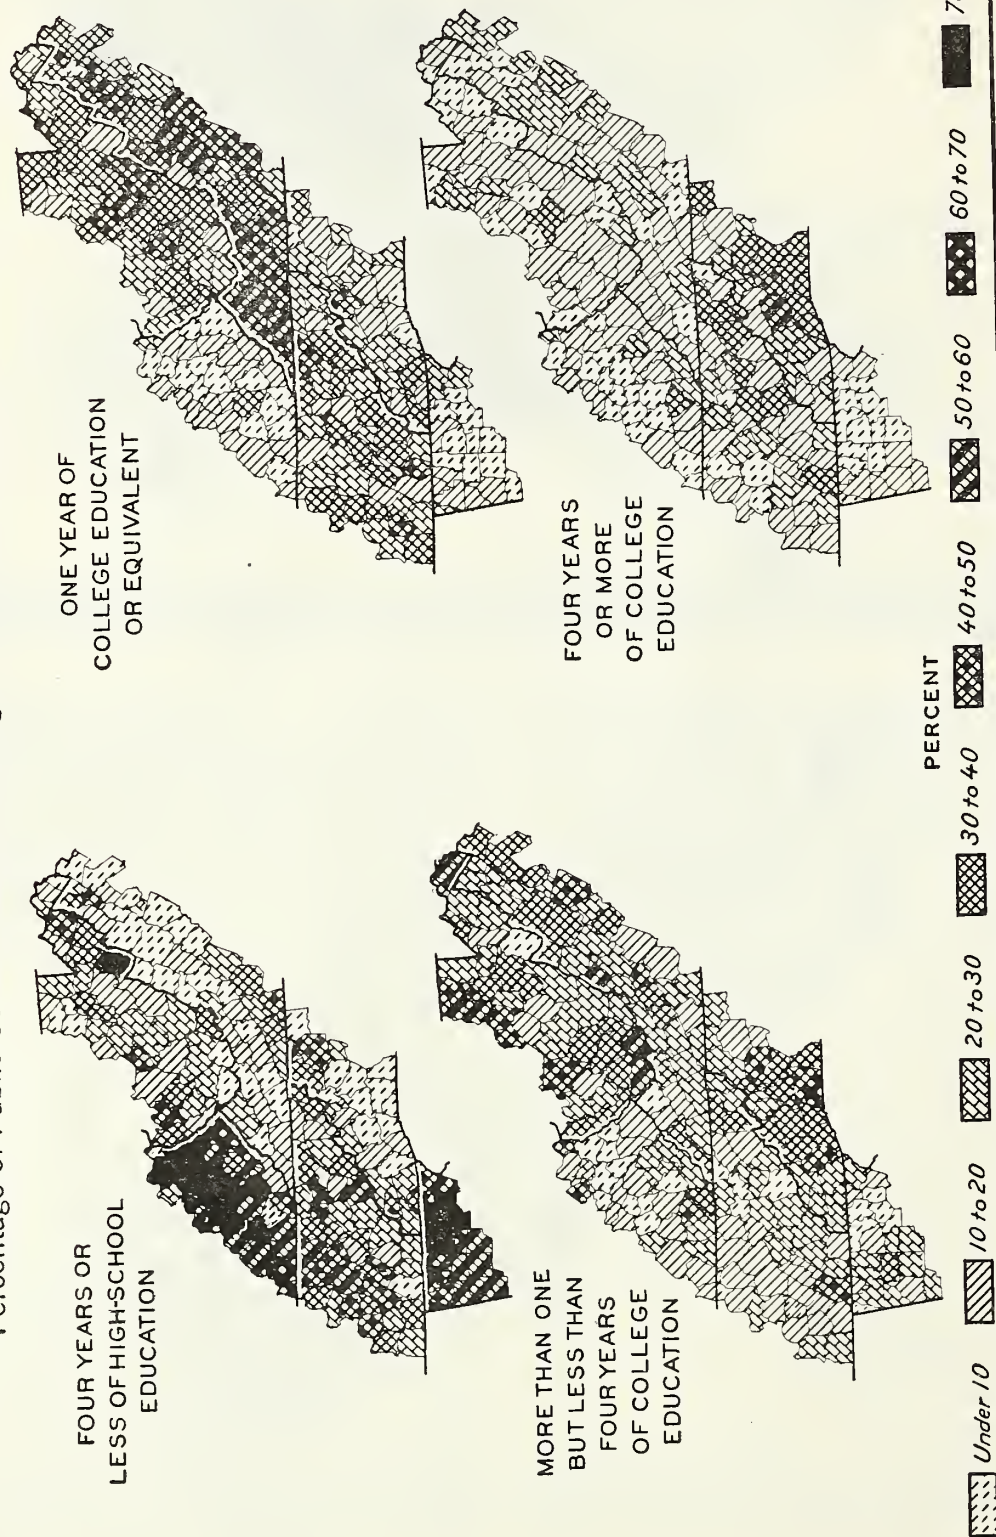 FOUR YEARS OR
LESS OF HIGH-SCHOOL
EDUCATION
ONE YEAR OF
COLLEGE EDUCATION
OR EQUIVALENT
MORE THAN ONE
BUT LESS THAN
FOUR YEARS
OF COLLEGE
EDUCATION
FOUR YEARS
OR MORE
OF COLLEGE
EDUCATION
PERCENT
Under 10
10 to 20
20 to 30
30 to 40
40 to 50
50 to 60
60 to 70